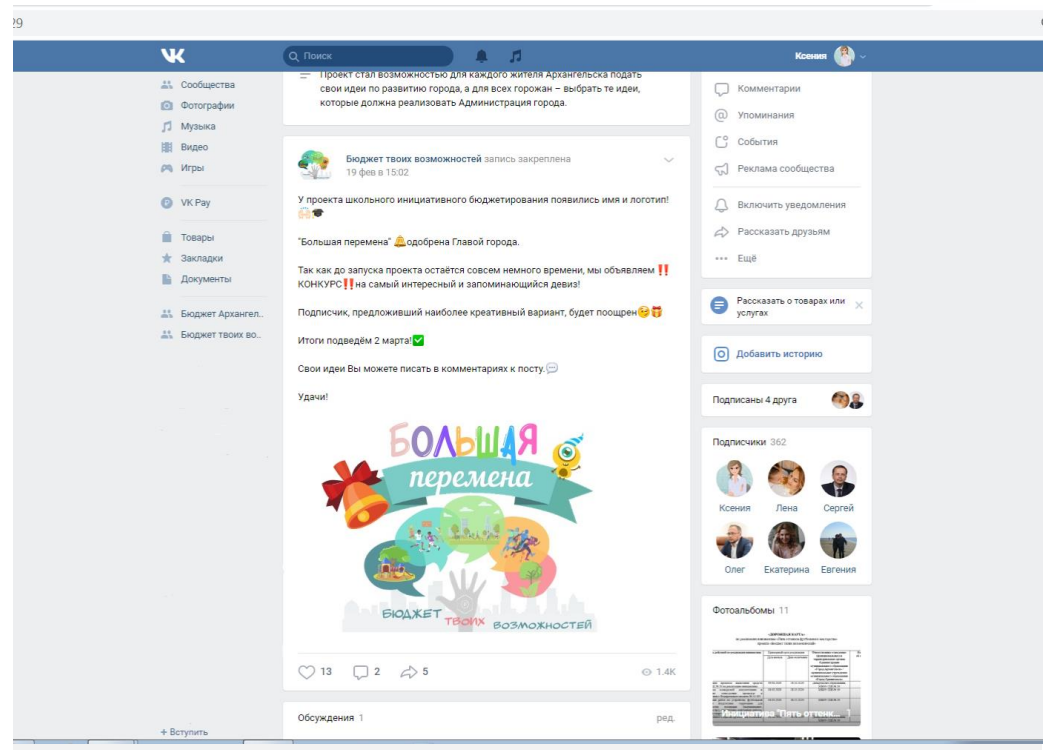 29
Поиск
Ксения
Сообщества
Фотографии
Музыка
Видео
Игры
VK Pay
Товары
Закладки
Документы
Бюджет Архангел..
Бюджет твоих во..
+ Вступить
Проект стал возможностью для каждого жителя Архангельска подать
свои идеи по развитию города, а для всех горожан – выбрать те идеи,
которые должна реализовать Администрация города.
Бюджет твоих возможностей запись закреплена
19 фев в 15:02
У проекта школьного инициативного бюджетирования появились имя и логотип!
"Большая перемена" одобрена Главой города.
Так как до запуска проекта остаётся совсем немного времени, мы объявляем ‼
КОНКУРС‼на самый интересный и запоминающийся девиз!
Подписчик, предложивший наиболее креативный вариант, будет поощрен
Итоги подведём 2 марта!
Свои идеи Вы можете писать в комментариях к посту.
Удачи!
БОЛЬШАЯ
перемена
БЮДЖЕТ ТВОИХ ВОЗМОЖНОСТЕЙ
13 2 5 1.4K
Обсуждения 1 ред.
Комментарии
Упоминания
События
Реклама сообщества
Включить уведомления
Рассказать друзьям
Ещё
Рассказать о товарах или
услугах
Добавить историю
Подписаны 4 друга
Подписчики 362
Ксения Лена Сергей
Олег Екатерина Евгения
Фотоальбомы 11
Инициатива "Пять оттенк... 1